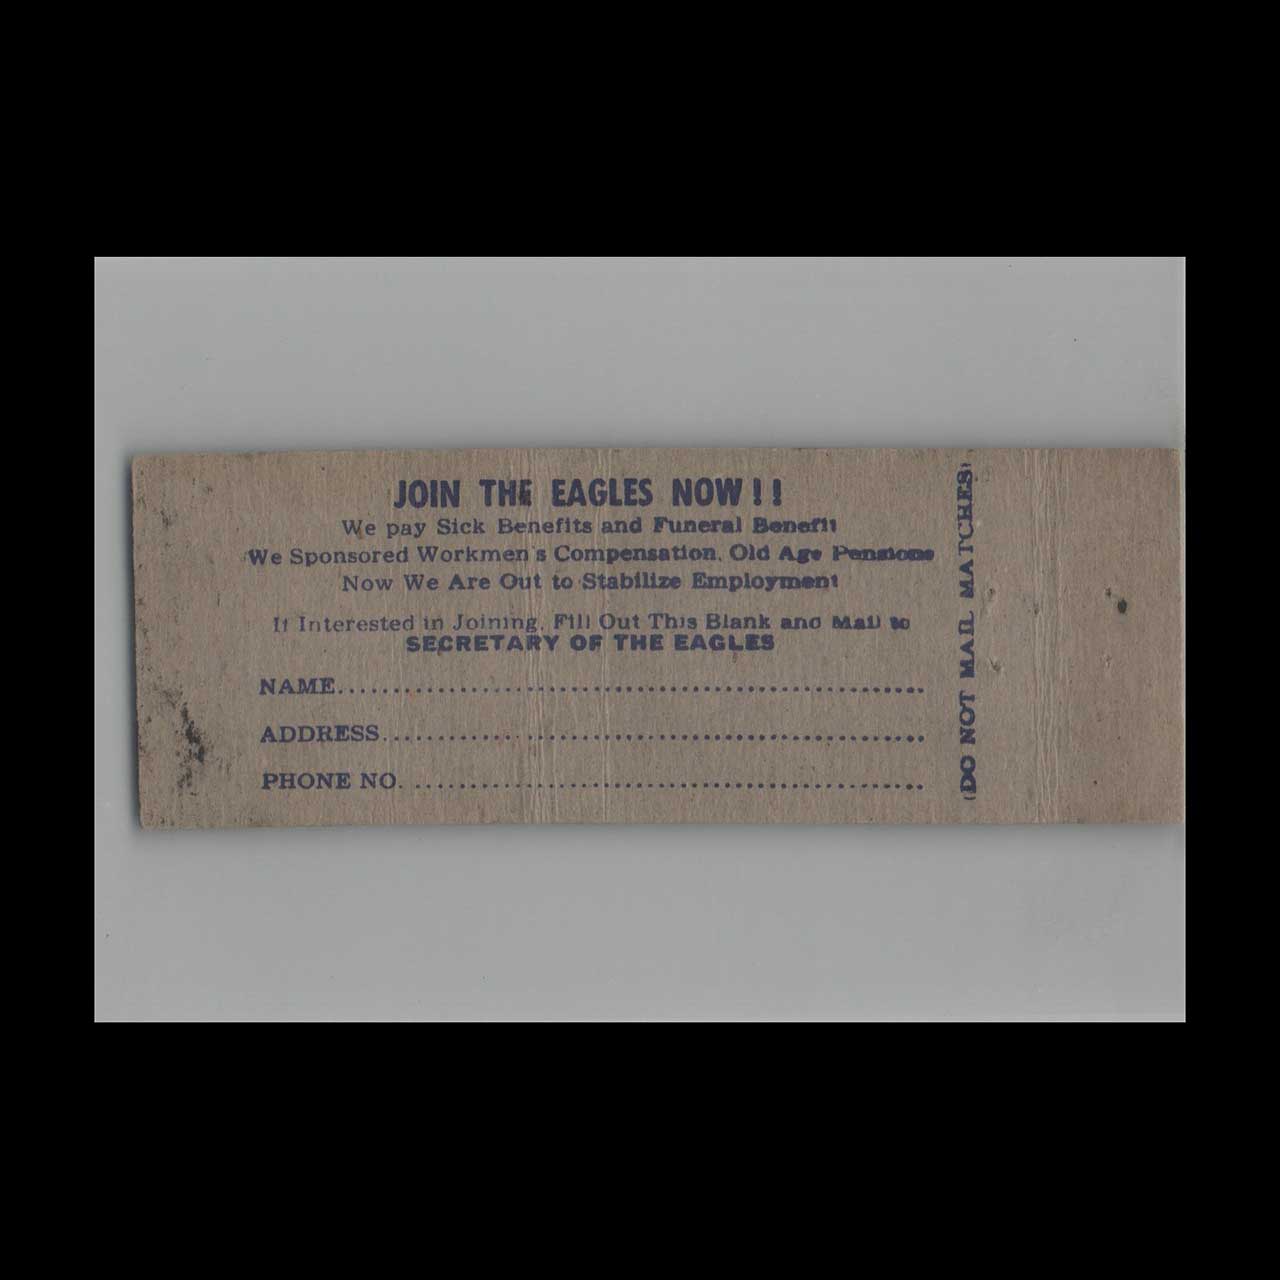 JOIN THE EAGLES NOW!!
We pay Sick Benefits and Funeral Benefit
We Sponsored Workmen's Compensation, Old Age Pensions
Now We Are Out to Stabilize Employment
If Interested in Joining, Fill Out This Blank and Mail to
SECRETARY OF THE EAGLES
NAME................................................
ADDRESS.............................................
PHONE NO. ..........................................
(DO NOT MAIL MATCHES)